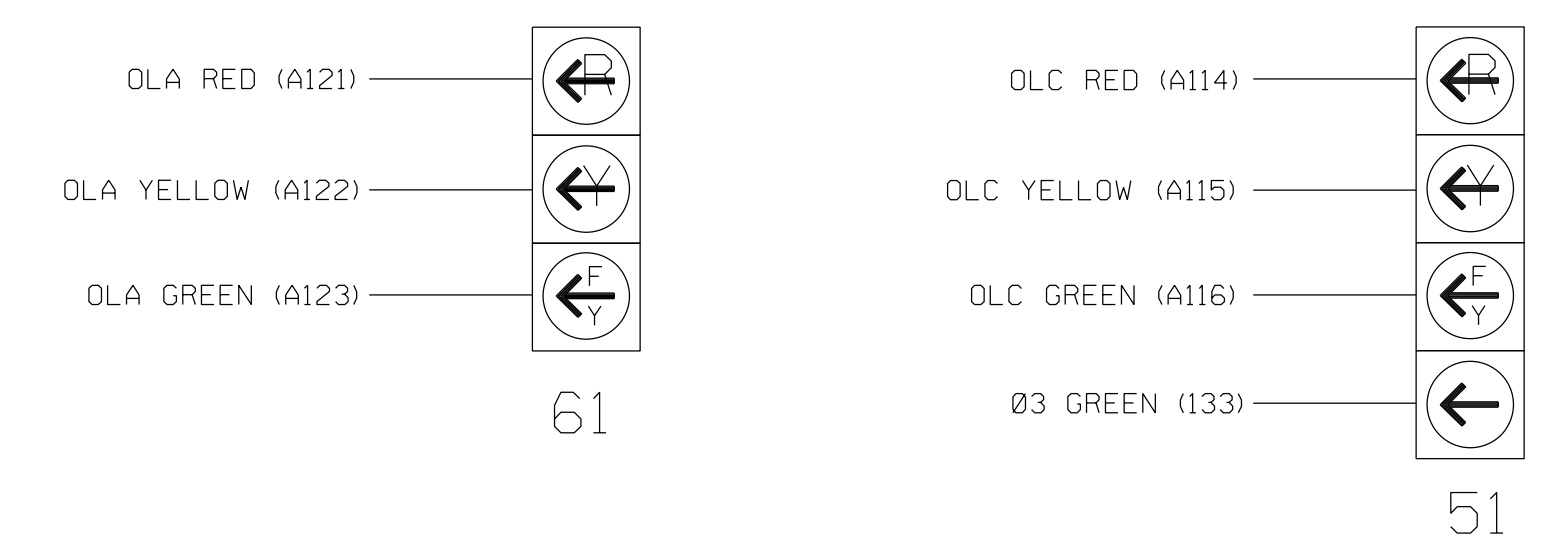 OLA RED (A121)
R
OLA YELLOW (A122)
Y
OLA GREEN (A123)
F
Y
61
OLC RED (A114)
R
OLC YELLOW (A115)
Y
OLC GREEN (A116)
F
Y
Ø3 GREEN (133)
51